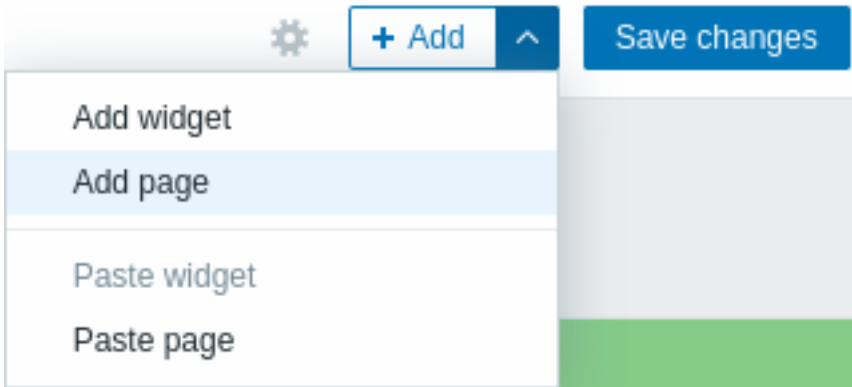 + Add
Save changes
Add widget
Add page
Paste widget
Paste page